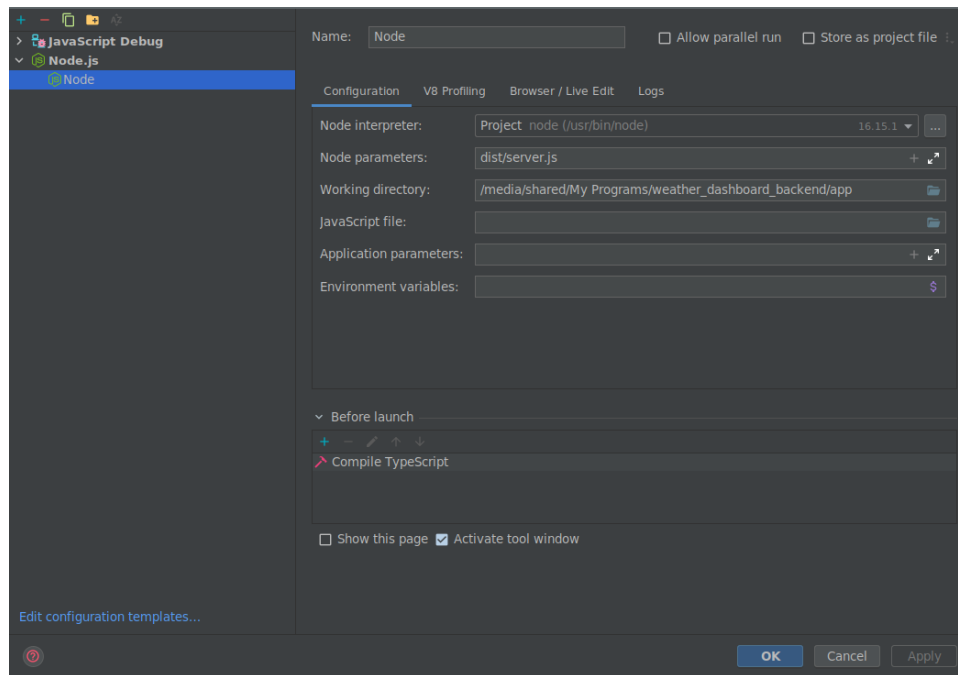 JavaScript Debug
Node.js
Node
Edit configuration templates...
Name: Node Allow parallel run Store as project file
Configuration V8 Profiling Browser / Live Edit Logs
Node interpreter: Project node (/usr/bin/node) 16.15.1 ...
Node parameters: dist/server.js
Working directory: /media/shared/My Programs/weather_dashboard_backend/app
JavaScript file:
Application parameters:
Environment variables: $
Before launch
Compile TypeScript
Show this page Activate tool window
? OK Cancel Apply